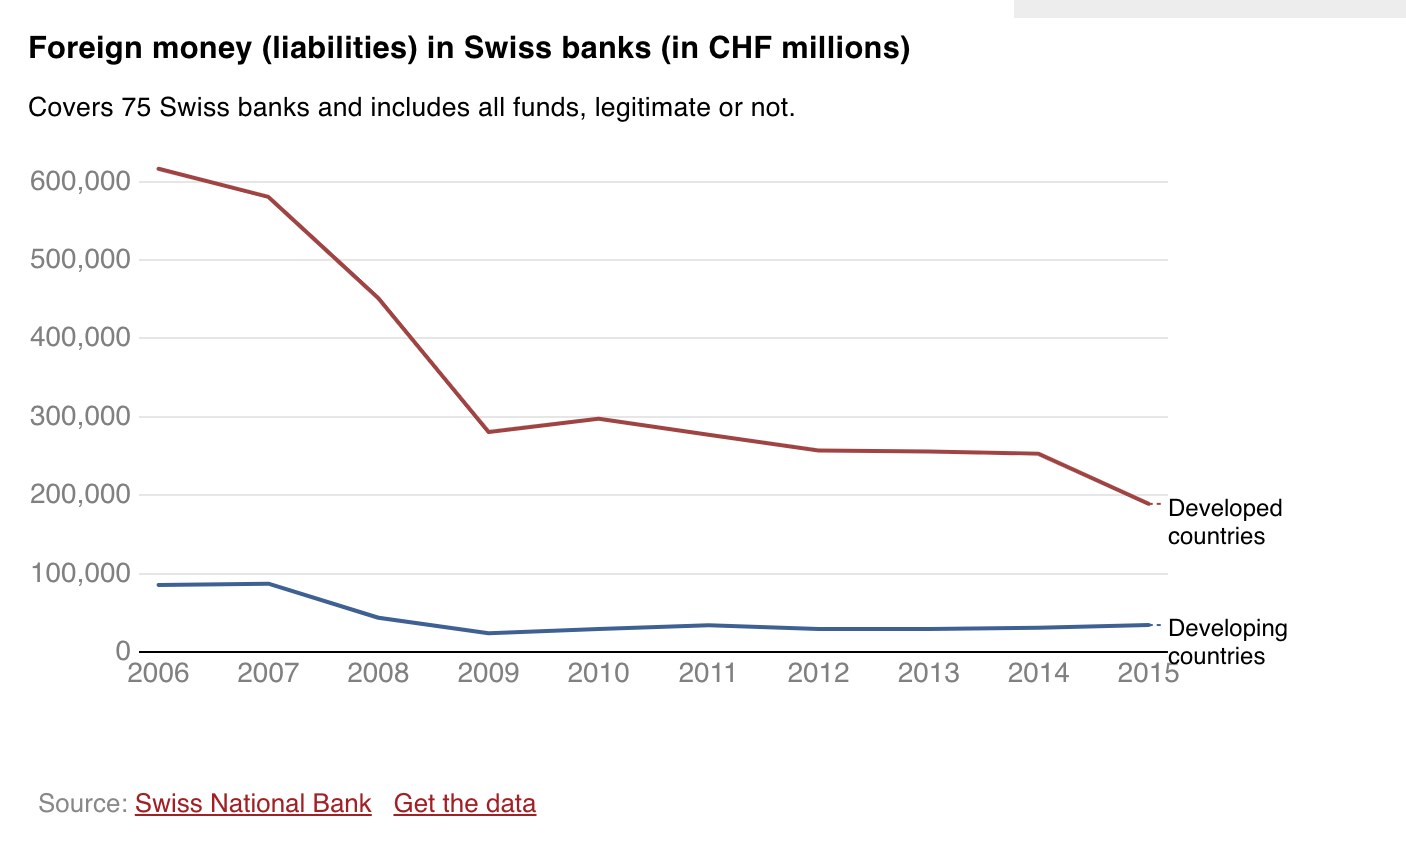 Foreign money (liabilities) in Swiss banks (in CHF millions)
Covers 75 Swiss banks and includes all funds, legitimate or not.
600,000
500,000
400,000
300,000
200,000
100,000
0
Developed
countries
Developing
countries
2006 2007 2008 2009 2010 2011 2012 2013 2014 2015
Source: Swiss National Bank Get the data